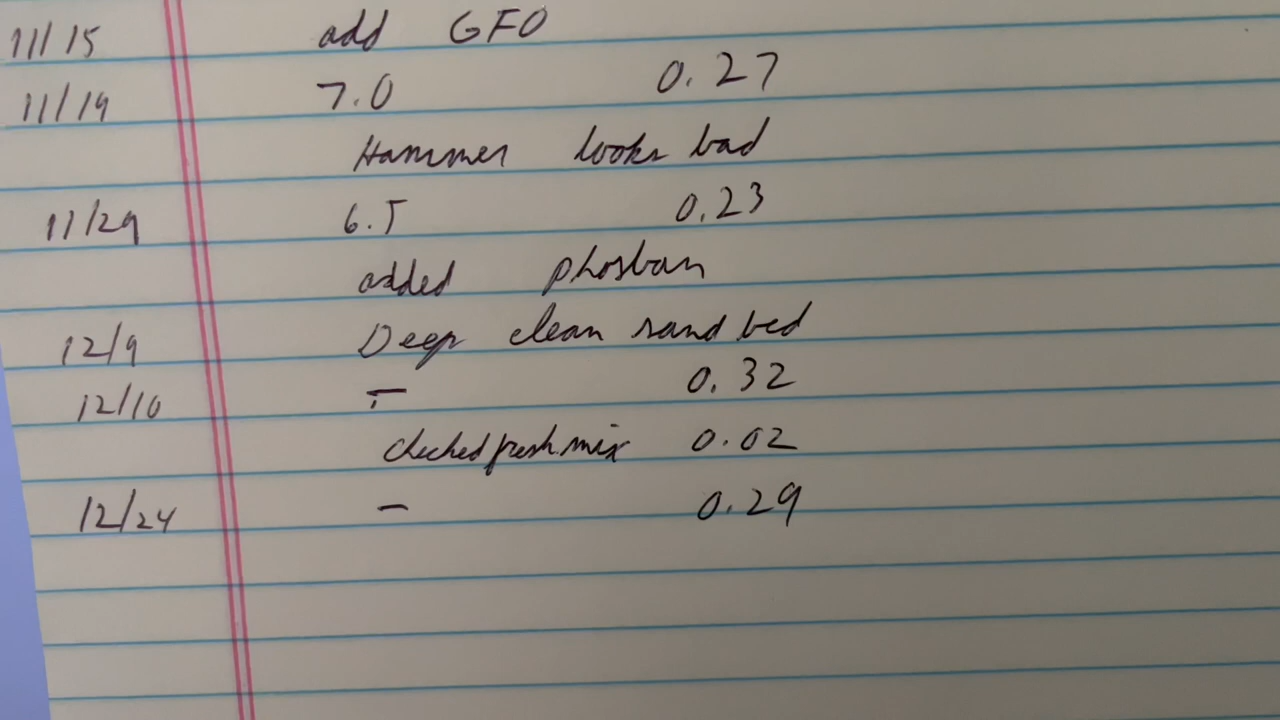 11/15 add GFO
11/19 7.0 0.27
Hammer looks bad
11/29 6.5 0.23
added phosban
12/9 Deep clean sand bed
12/10 - 0.32
checked fresh mix 0.02
12/24 - 0.29